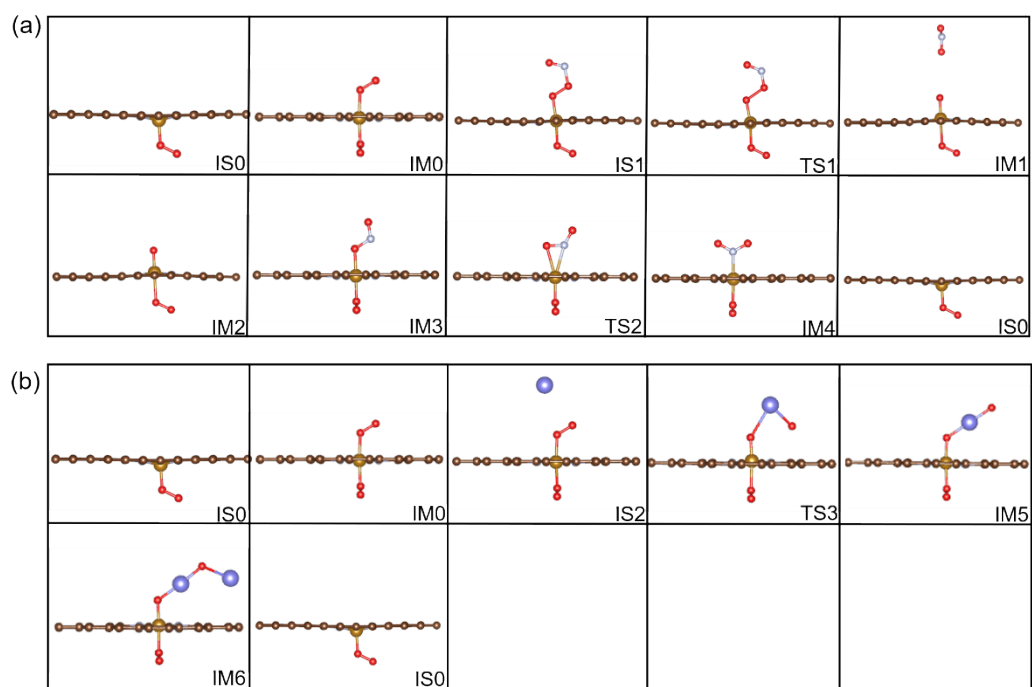 (a)
IS0 IM0 IS1 TS1 IM1
IM2 IM3 TS2 IM4 IS0
(b)
IS0 IM0 IS2 TS3 IM5
IM6 IS0